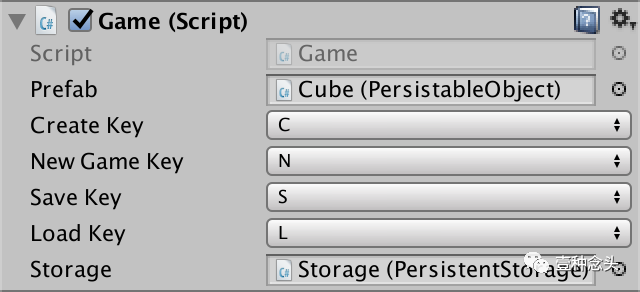 Game (Script)
Script Game
Prefab Cube (PersistableObject)
Create Key C
New Game Key N
Save Key S
Load Key L
Storage Storage (PersistentStorage)
壹种念头